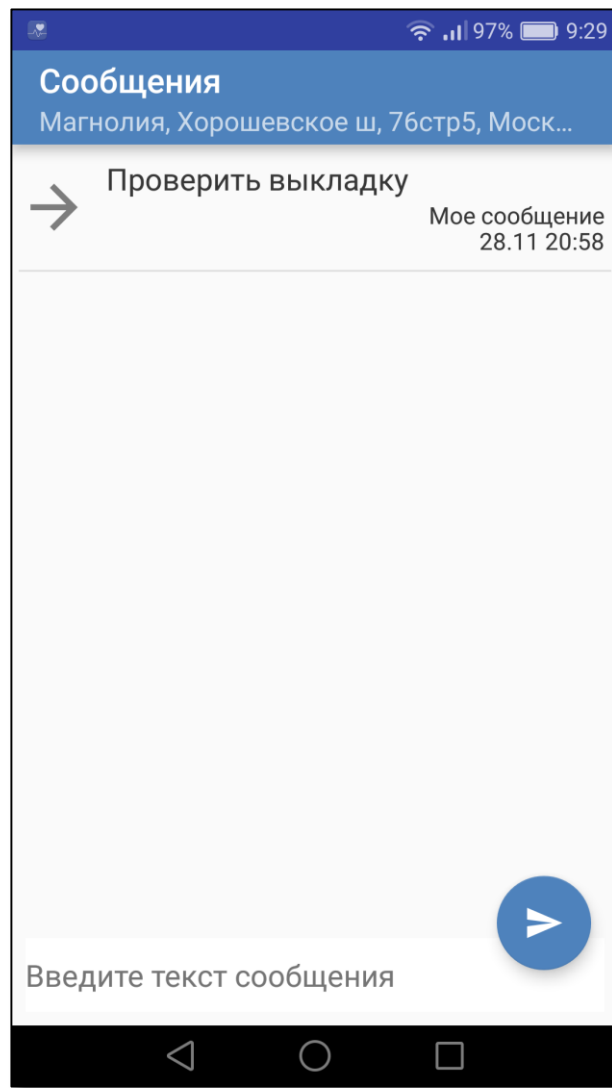 97% 9:29
Сообщения
Магнолия, Хорошевское ш, 76стр5, Моск...
Проверить выкладку
Мое сообщение
28.11 20:58
Введите текст сообщения